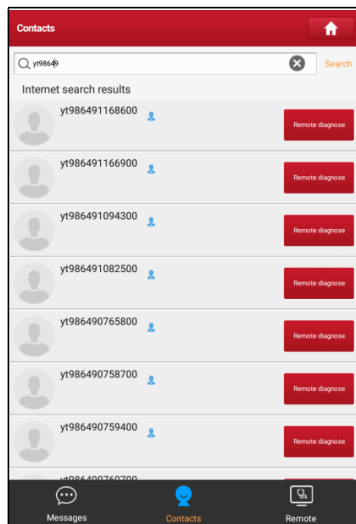 Contacts
yt98649
Search
Internet search results
yt986491168600
Remote diagnose
yt986491166900
Remote diagnose
yt986491094300
Remote diagnose
yt986491082500
Remote diagnose
yt986490765800
Remote diagnose
yt986490758700
Remote diagnose
yt986490759400
Remote diagnose
Messages
Contacts
Remote